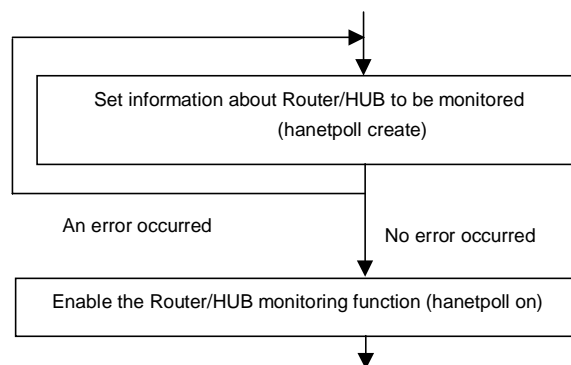 Set information about Router/HUB to be monitored
(hanetpoll create)
An error occurred
No error occurred
Enable the Router/HUB monitoring function (hanetpoll on)